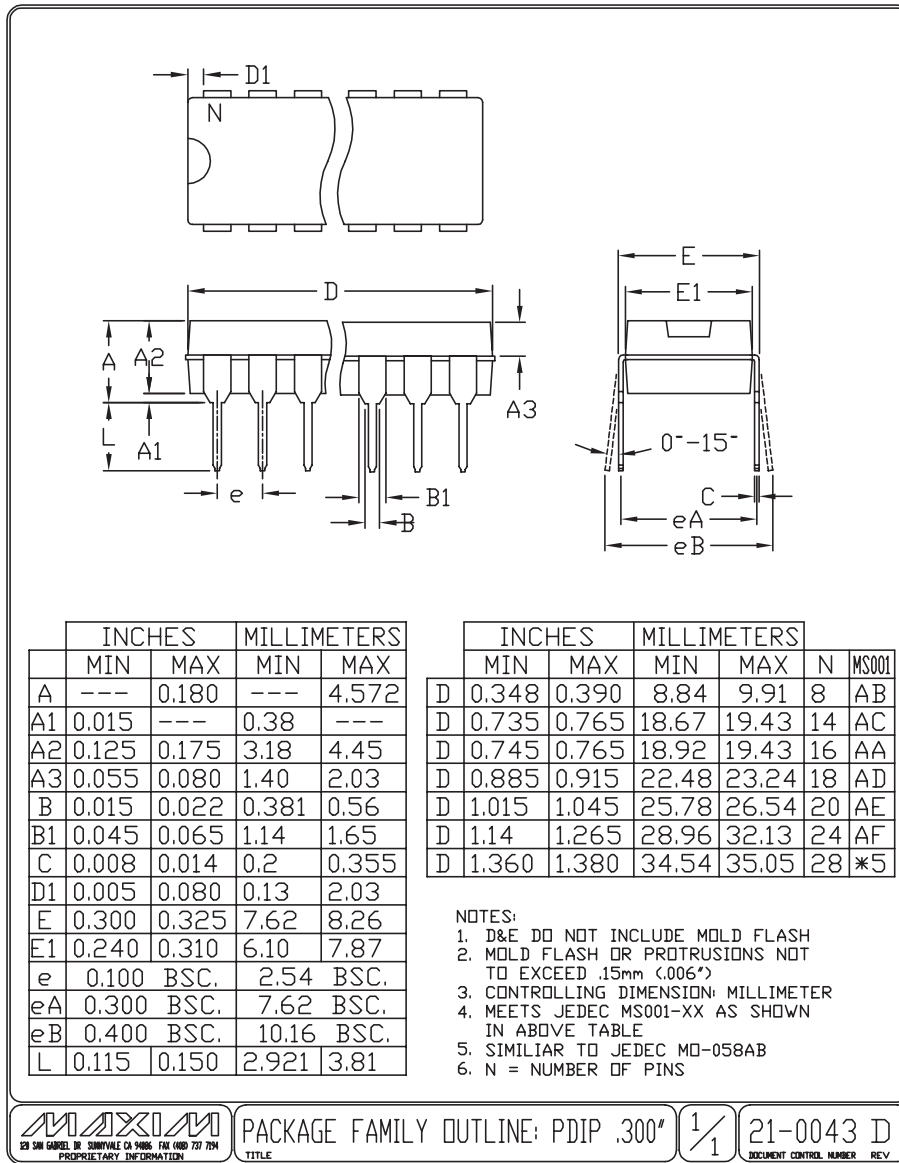 D1
N
D
E
E1
A
A2
A3
L
A1
0°-15°
e
B1
B
C
eA
eB
INCHES MILLIMETERS
MIN MAX MIN MAX
A --- 0.180 --- 4.572
A1 0.015 --- 0.38 ---
A2 0.125 0.175 3.18 4.45
A3 0.055 0.080 1.40 2.03
B 0.015 0.022 0.381 0.56
B1 0.045 0.065 1.14 1.65
C 0.008 0.014 0.2 0.355
D1 0.005 0.080 0.13 2.03
E 0.300 0.325 7.62 8.26
E1 0.240 0.310 6.10 7.87
e 0.100 BSC. 2.54 BSC.
eA 0.300 BSC. 7.62 BSC.
eB 0.400 BSC. 10.16 BSC.
L 0.115 0.150 2.921 3.81
INCHES MILLIMETERS
MIN MAX MIN MAX N MS001
D 0.348 0.390 8.84 9.91 8 AB
D 0.735 0.765 18.67 19.43 14 AC
D 0.745 0.765 18.92 19.43 16 AA
D 0.885 0.915 22.48 23.24 18 AD
D 1.015 1.045 25.78 26.54 20 AE
D 1.14 1.265 28.96 32.13 24 AF
D 1.360 1.380 34.54 35.05 28 *5
NOTES:
1. D&E DO NOT INCLUDE MOLD FLASH
2. MOLD FLASH OR PROTRUSIONS NOT
TO EXCEED .15mm (.006")
3. CONTROLLING DIMENSION: MILLIMETER
4. MEETS JEDEC MS001-XX AS SHOWN
IN ABOVE TABLE
5. SIMILIAR TO JEDEC MO-058AB
6. N = NUMBER OF PINS
MAXIM
120 SAN GABRIEL DR SUNNYVALE CA 94086 FAX (408) 737 7194
PROPRIETARY INFORMATION
PACKAGE FAMILY OUTLINE: PDIP .300"
TITLE
1/1
21-0043 D
DOCUMENT CONTROL NUMBER REV